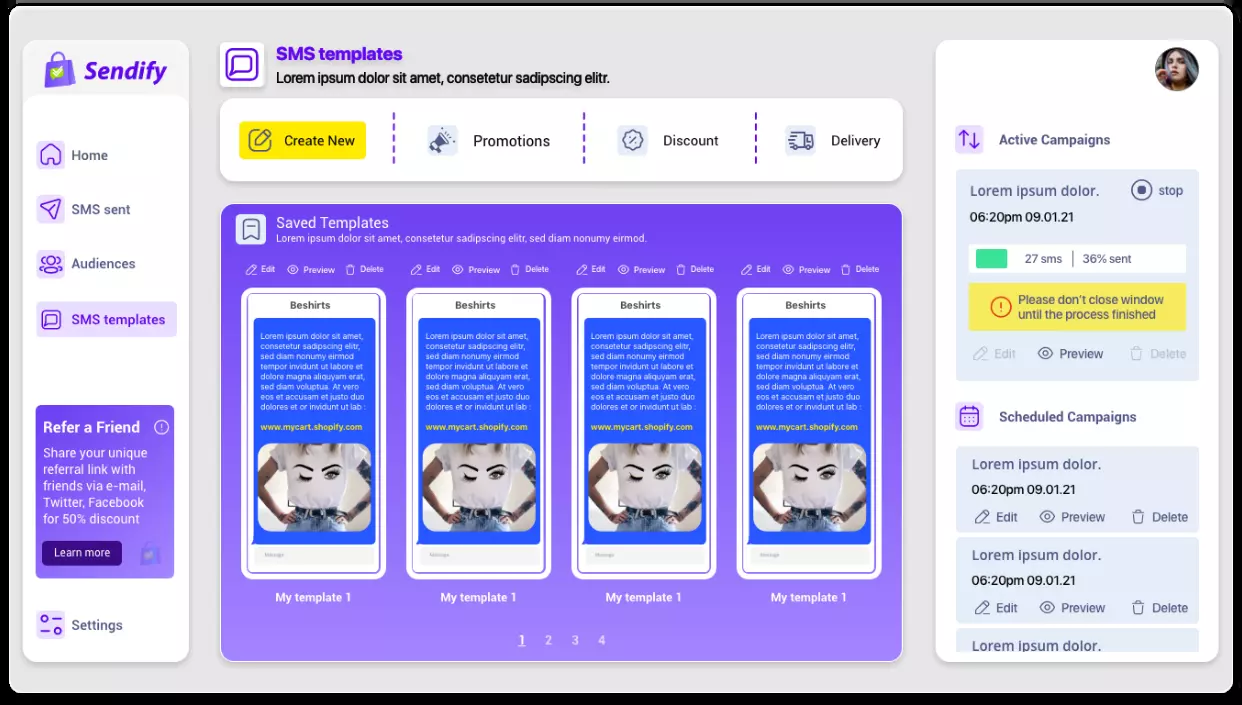 Sendify
Home
SMS sent
Audiences
SMS templates
Refer a Friend
Share your unique
referral link with
friends via e-mail,
Twitter, Facebook
for 50% discount
Learn more
Settings
SMS templates
Lorem ipsum dolor sit amet, consetetur sadipscing elitr.
Create New
Promotions
Discount
Delivery
Saved Templates
Lorem ipsum dolor sit amet, consetetur sadipscing elitr, sed diam nonumy eirmod.
Edit Preview Delete
Beshirts
Lorem ipsum dolor sit amet,
consetetur sadipscing elitr,
sed diam nonumy eirmod
tempor invidunt ut labore et
dolore magna aliquyam erat,
sed diam voluptua. At vero
eos et accusam et justo duo
dolores et or invidunt ut lab :
www.mycart.shopify.com
Message
My template 1
Edit Preview Delete
Beshirts
Lorem ipsum dolor sit amet,
consetetur sadipscing elitr,
sed diam nonumy eirmod
tempor invidunt ut labore et
dolore magna aliquyam erat,
sed diam voluptua. At vero
eos et accusam et justo duo
dolores et or invidunt ut lab :
www.mycart.shopify.com
Message
My template 1
Edit Preview Delete
Beshirts
Lorem ipsum dolor sit amet,
consetetur sadipscing elitr,
sed diam nonumy eirmod
tempor invidunt ut labore et
dolore magna aliquyam erat,
sed diam voluptua. At vero
eos et accusam et justo duo
dolores et or invidunt ut lab :
www.mycart.shopify.com
Message
My template 1
Edit Preview Delete
Beshirts
Lorem ipsum dolor sit amet,
consetetur sadipscing elitr,
sed diam nonumy eirmod
tempor invidunt ut labore et
dolore magna aliquyam erat,
sed diam voluptua. At vero
eos et accusam et justo duo
dolores et or invidunt ut lab :
www.mycart.shopify.com
Message
My template 1
1 2 3 4
Active Campaigns
Lorem ipsum dolor. stop
06:20pm 09.01.21
27 sms | 36% sent
Please don't close window
until the process finished
Edit Preview Delete
Scheduled Campaigns
Lorem ipsum dolor.
06:20pm 09.01.21
Edit Preview Delete
Lorem ipsum dolor.
06:20pm 09.01.21
Edit Preview Delete
Lorem ipsum dolor.